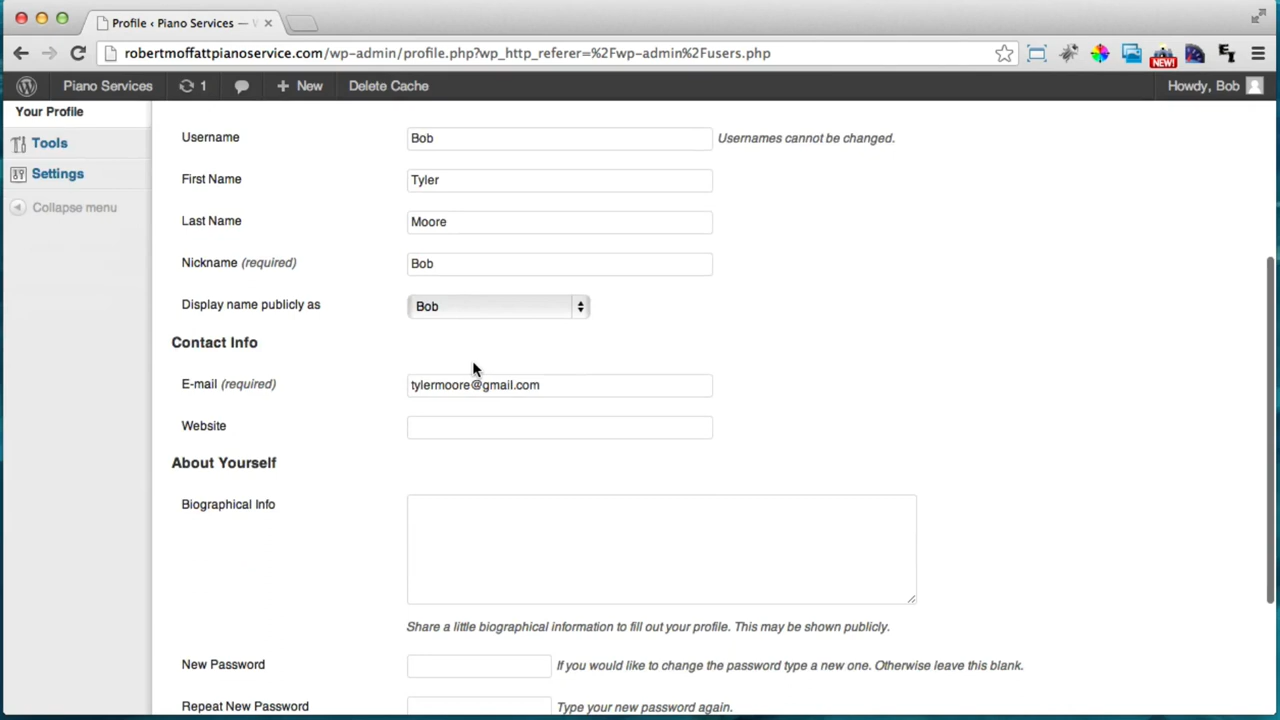 Profile ‹ Piano Services —
robertmoffattpianoservice.com/wp-admin/profile.php?wp_http_referer=%2Fwp-admin%2Fusers.php
NEW!
Piano Services 1 New Delete Cache Howdy, Bob
Your Profile
Tools
Settings
Collapse menu
Username Bob Usernames cannot be changed.
First Name Tyler
Last Name Moore
Nickname (required) Bob
Display name publicly as Bob
Contact Info
E-mail (required) tylermoore@gmail.com
Website
About Yourself
Biographical Info
Share a little biographical information to fill out your profile. This may be shown publicly.
New Password If you would like to change the password type a new one. Otherwise leave this blank.
Repeat New Password Type your new password again.